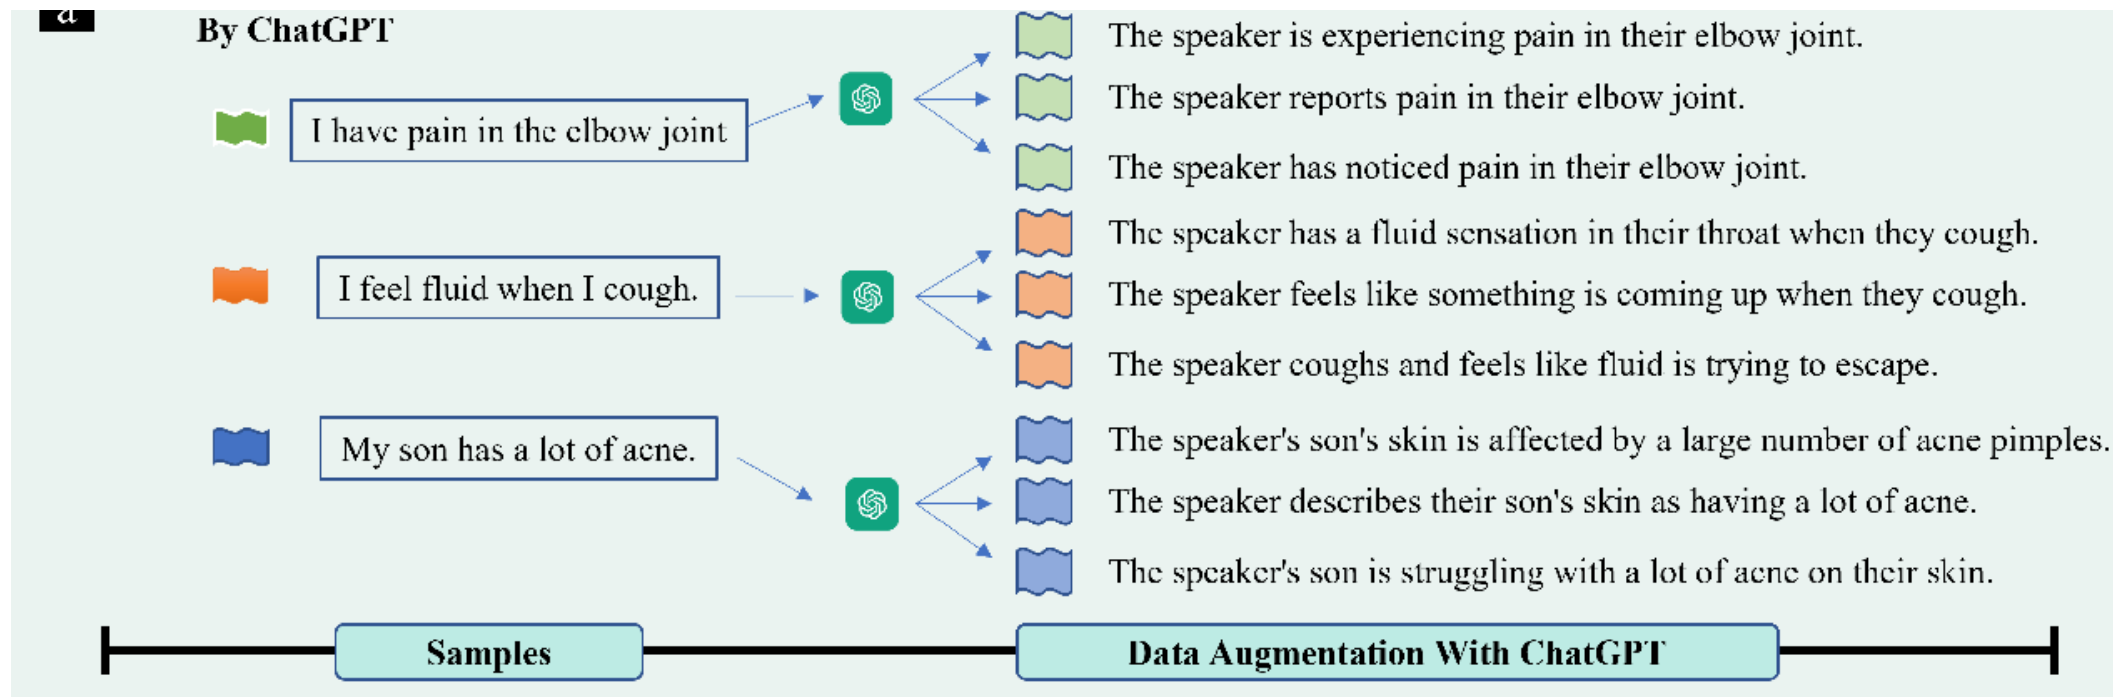 a
By ChatGPT
I have pain in the elbow joint
The speaker is experiencing pain in their elbow joint.
The speaker reports pain in their elbow joint.
The speaker has noticed pain in their elbow joint.
I feel fluid when I cough.
The speaker has a fluid sensation in their throat when they cough.
The speaker feels like something is coming up when they cough.
The speaker coughs and feels like fluid is trying to escape.
My son has a lot of acne.
The speaker's son's skin is affected by a large number of acne pimples.
The speaker describes their son's skin as having a lot of acne.
The speaker's son is struggling with a lot of acne on their skin.
Samples
Data Augmentation With ChatGPT